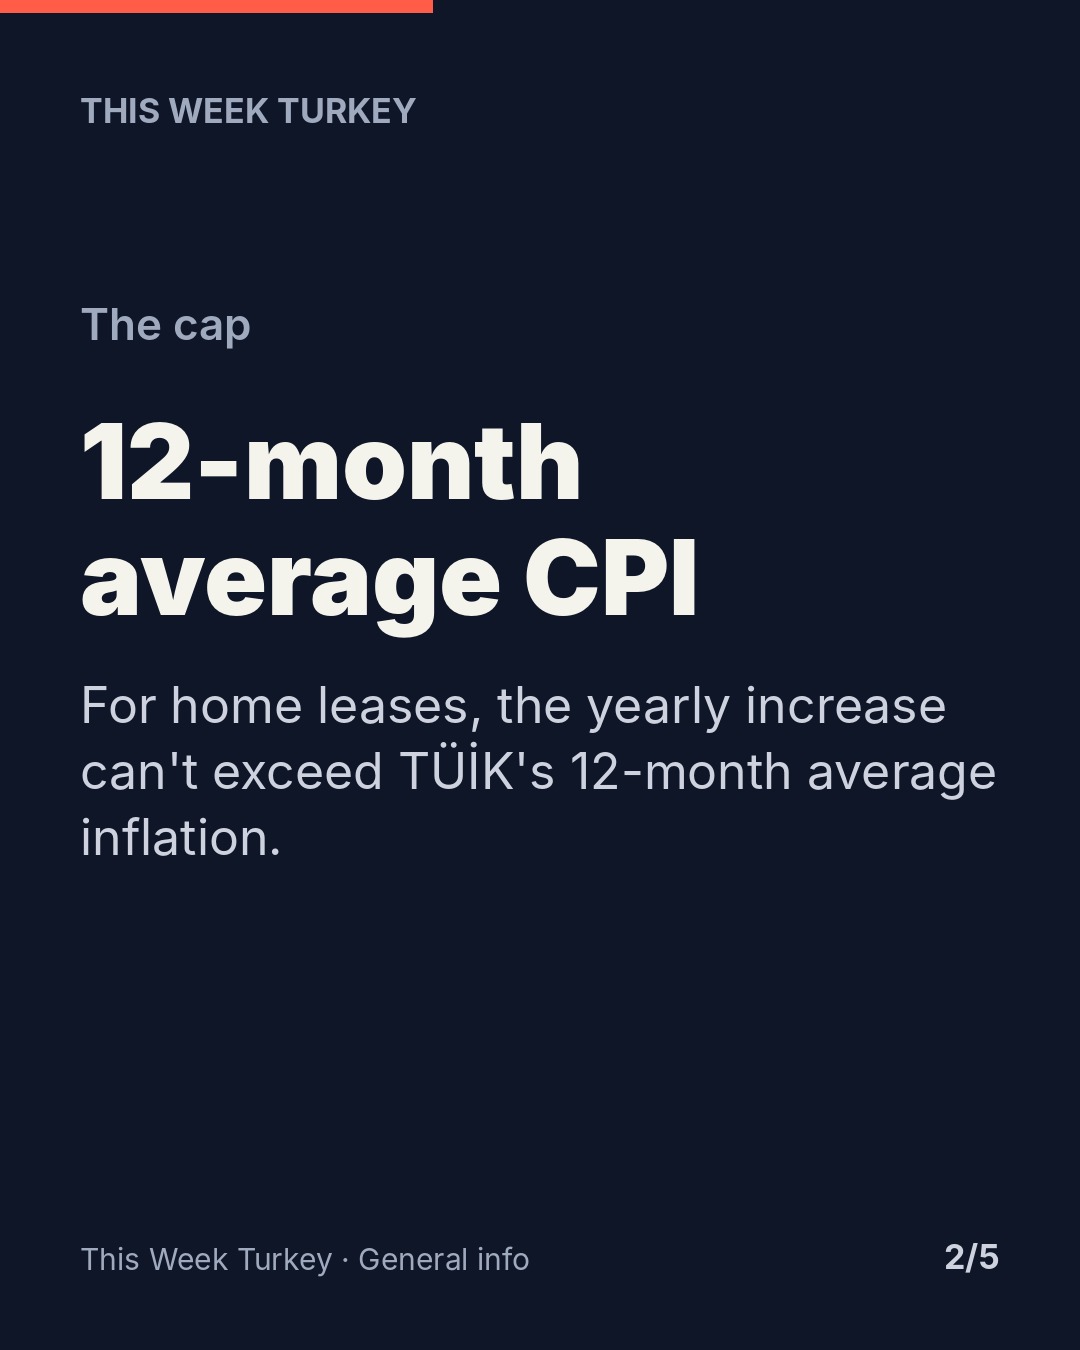 THIS WEEK TURKEY
The cap
12-month
average CPI
For home leases, the yearly increase
can't exceed TÜİK's 12-month average
inflation.
This Week Turkey · General info
2/5